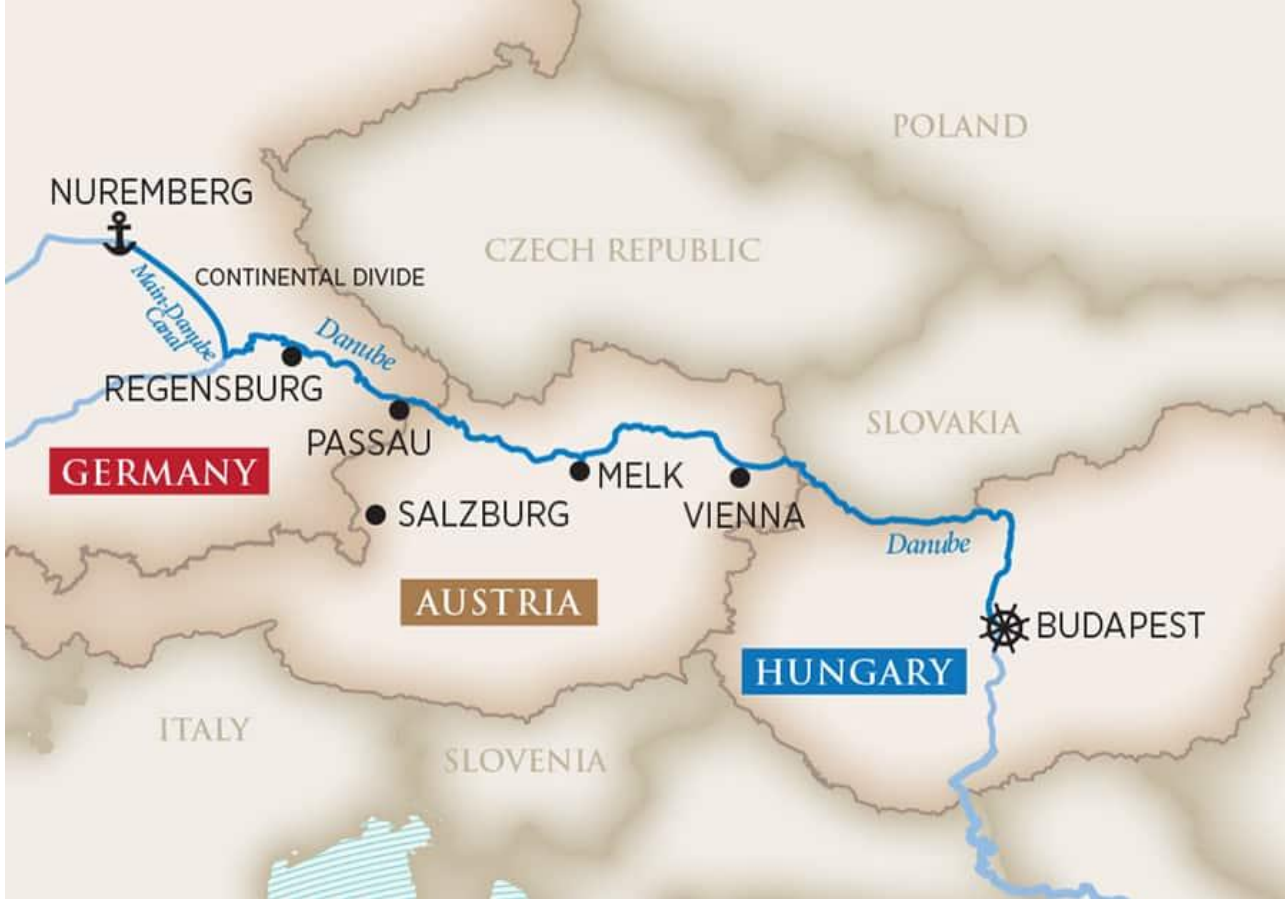 POLAND
NUREMBERG
CZECH REPUBLIC
CONTINENTAL DIVIDE
Main-Danube
Canal
Danube
REGENSBURG
SLOVAKIA
PASSAU
GERMANY
MELK
SALZBURG
VIENNA
Danube
AUSTRIA
BUDAPEST
HUNGARY
ITALY
SLOVENIA